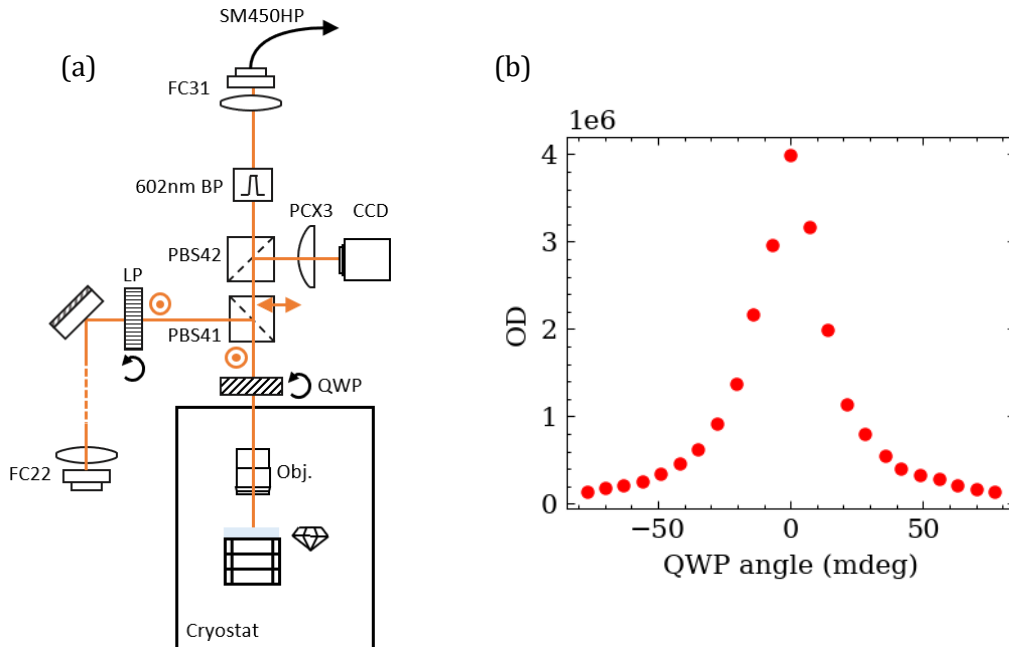 SM450HP
(a)
FC31
602nm BP
PCX3
CCD
PBS42
LP
PBS41
QWP
FC22
Obj.
Cryostat
(b)
1e6
4
3
2
1
0
OD
−50
0
50
QWP angle (mdeg)